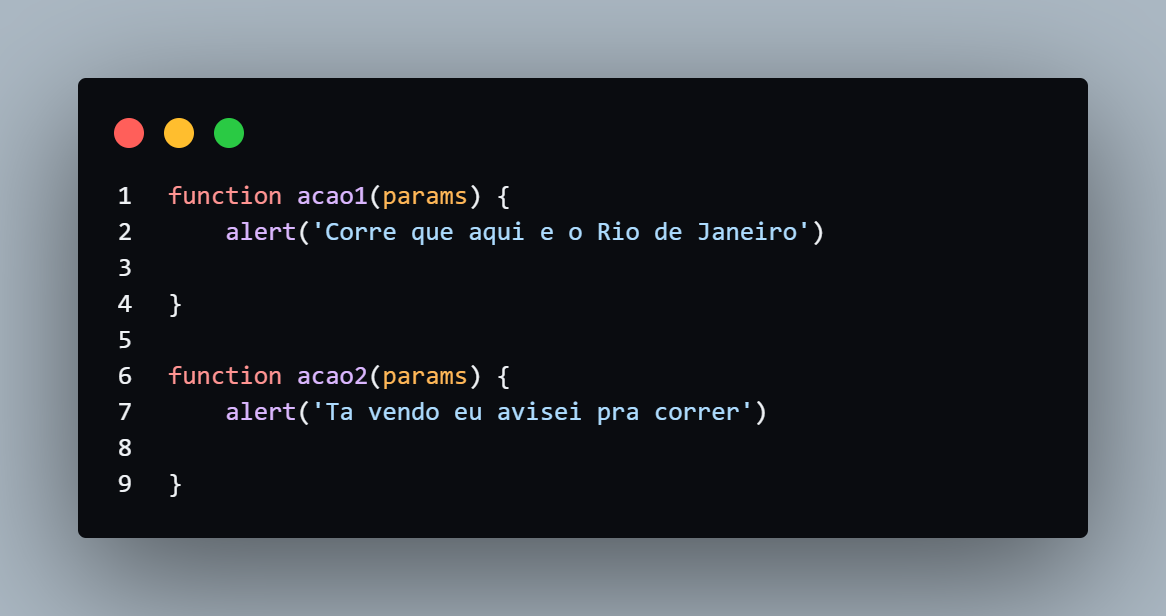 1 function acao1(params) {
2     alert('Corre que aqui e o Rio de Janeiro')
3
4 }
5
6 function acao2(params) {
7     alert('Ta vendo eu avisei pra correr')
8
9 }